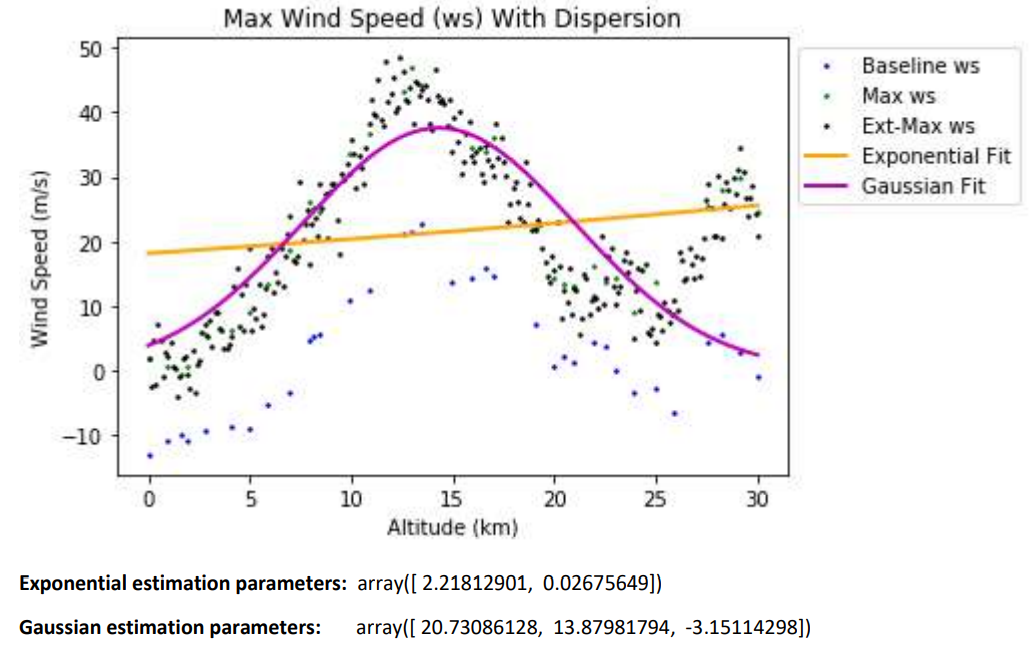 Max Wind Speed (ws) With Dispersion
50
40
30
20
10
0
−10
Wind Speed (m/s)
0 5 10 15 20 25 30
Altitude (km)
Baseline ws
Max ws
Ext-Max ws
Exponential Fit
Gaussian Fit
Exponential estimation parameters: array([ 2.21812901, 0.02675649])
Gaussian estimation parameters: array([ 20.73086128, 13.87981794, -3.15114298])